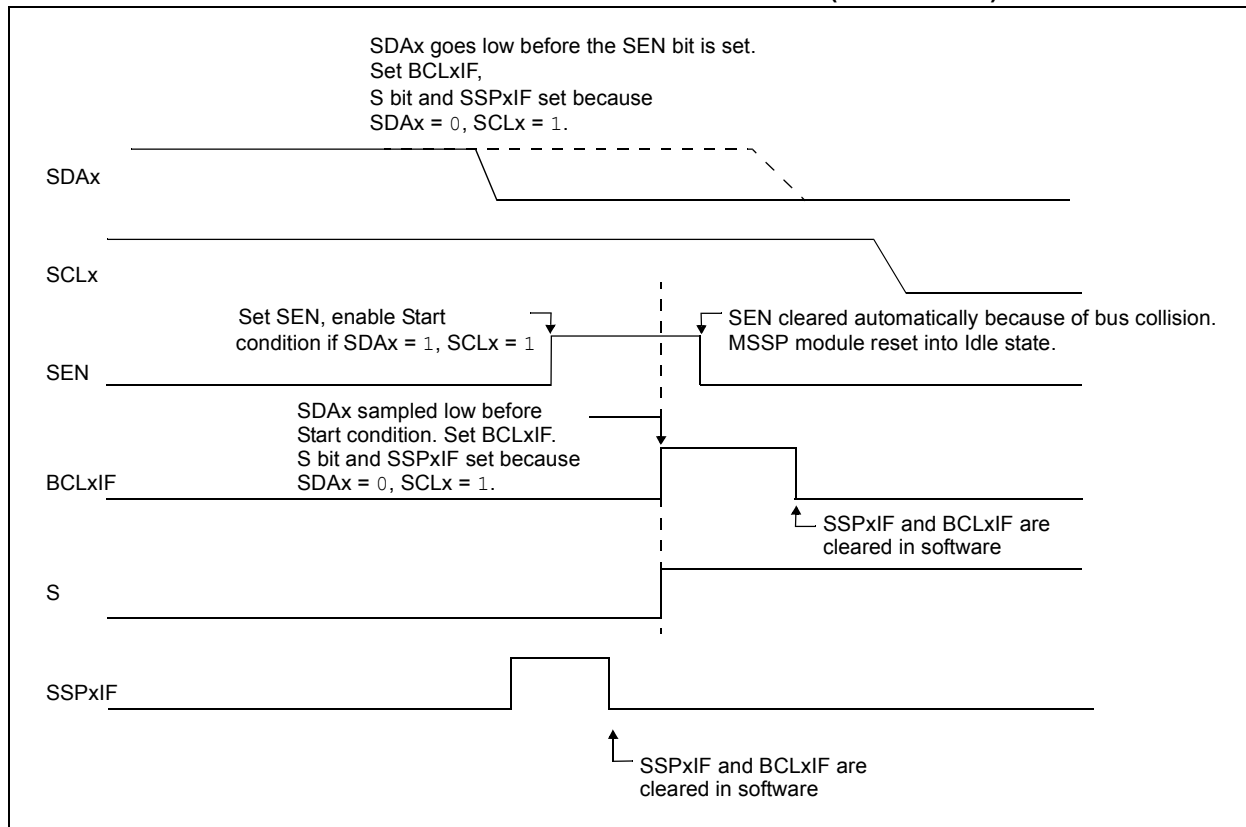 SDAx goes low before the SEN bit is set.
Set BCLxIF,
S bit and SSPxIF set because
SDAx = 0, SCLx = 1.
SDAx
SCLx
Set SEN, enable Start
condition if SDAx = 1, SCLx = 1
SEN cleared automatically because of bus collision.
MSSP module reset into Idle state.
SEN
SDAx sampled low before
Start condition. Set BCLxIF.
S bit and SSPxIF set because
SDAx = 0, SCLx = 1.
BCLxIF
SSPxIF and BCLxIF are
cleared in software
S
SSPxIF
SSPxIF and BCLxIF are
cleared in software